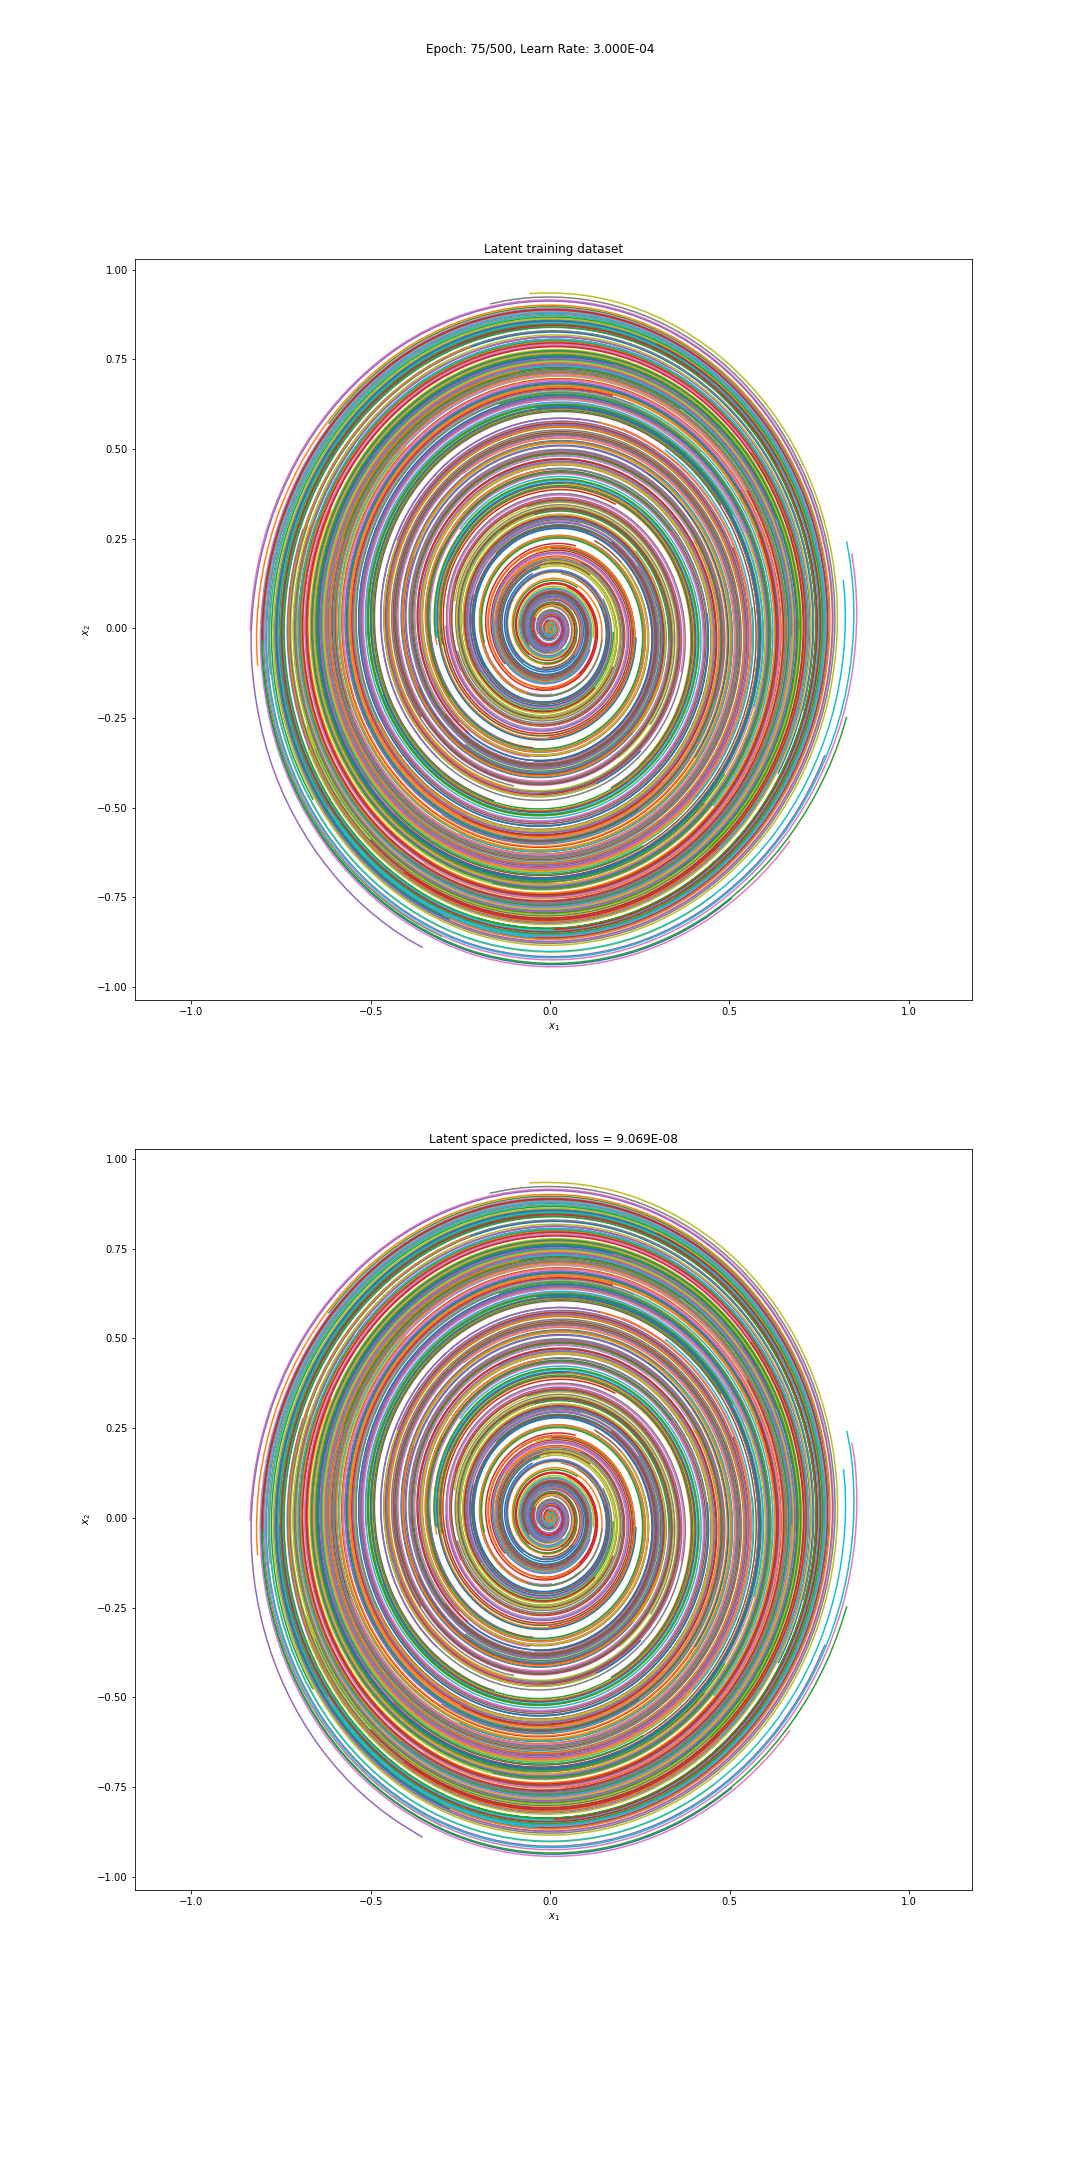 Epoch: 75/500, Learn Rate: 3.000E-04
Latent training dataset
1.00
0.75
0.50
0.25
0.00
−0.25
−0.50
−0.75
−1.00
x₂
−1.0 −0.5 0.0 0.5 1.0
x₁
Latent space predicted, loss = 9.069E-08
1.00
0.75
0.50
0.25
0.00
−0.25
−0.50
−0.75
−1.00
x₂
−1.0 −0.5 0.0 0.5 1.0
x₁